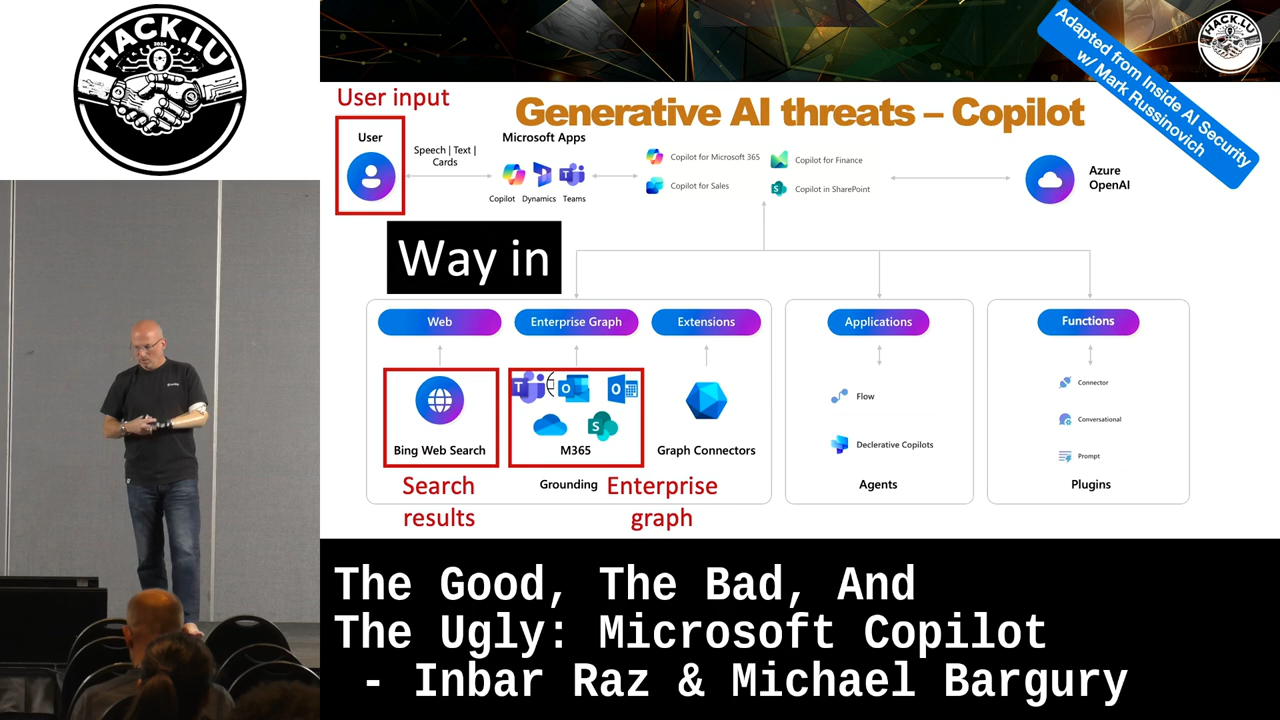 HACK.LU
2024
User input
Generative AI threats – Copilot
Adapted from Inside AI Security
w/ Mark Russinovich
User
Speech | Text |
Cards
Microsoft Apps
Copilot
Dynamics
Teams
Copilot for Microsoft 365
Copilot for Finance
Copilot for Sales
Copilot in SharePoint
Azure
OpenAI
Way in
Web
Enterprise Graph
Extensions
Applications
Functions
Bing Web Search
M365
Graph Connectors
Flow
Declerative Copilots
Connector
Conversational
Prompt
Search
results
Grounding
Enterprise
graph
Agents
Plugins
The Good, The Bad, And
The Ugly: Microsoft Copilot
- Inbar Raz & Michael Bargury